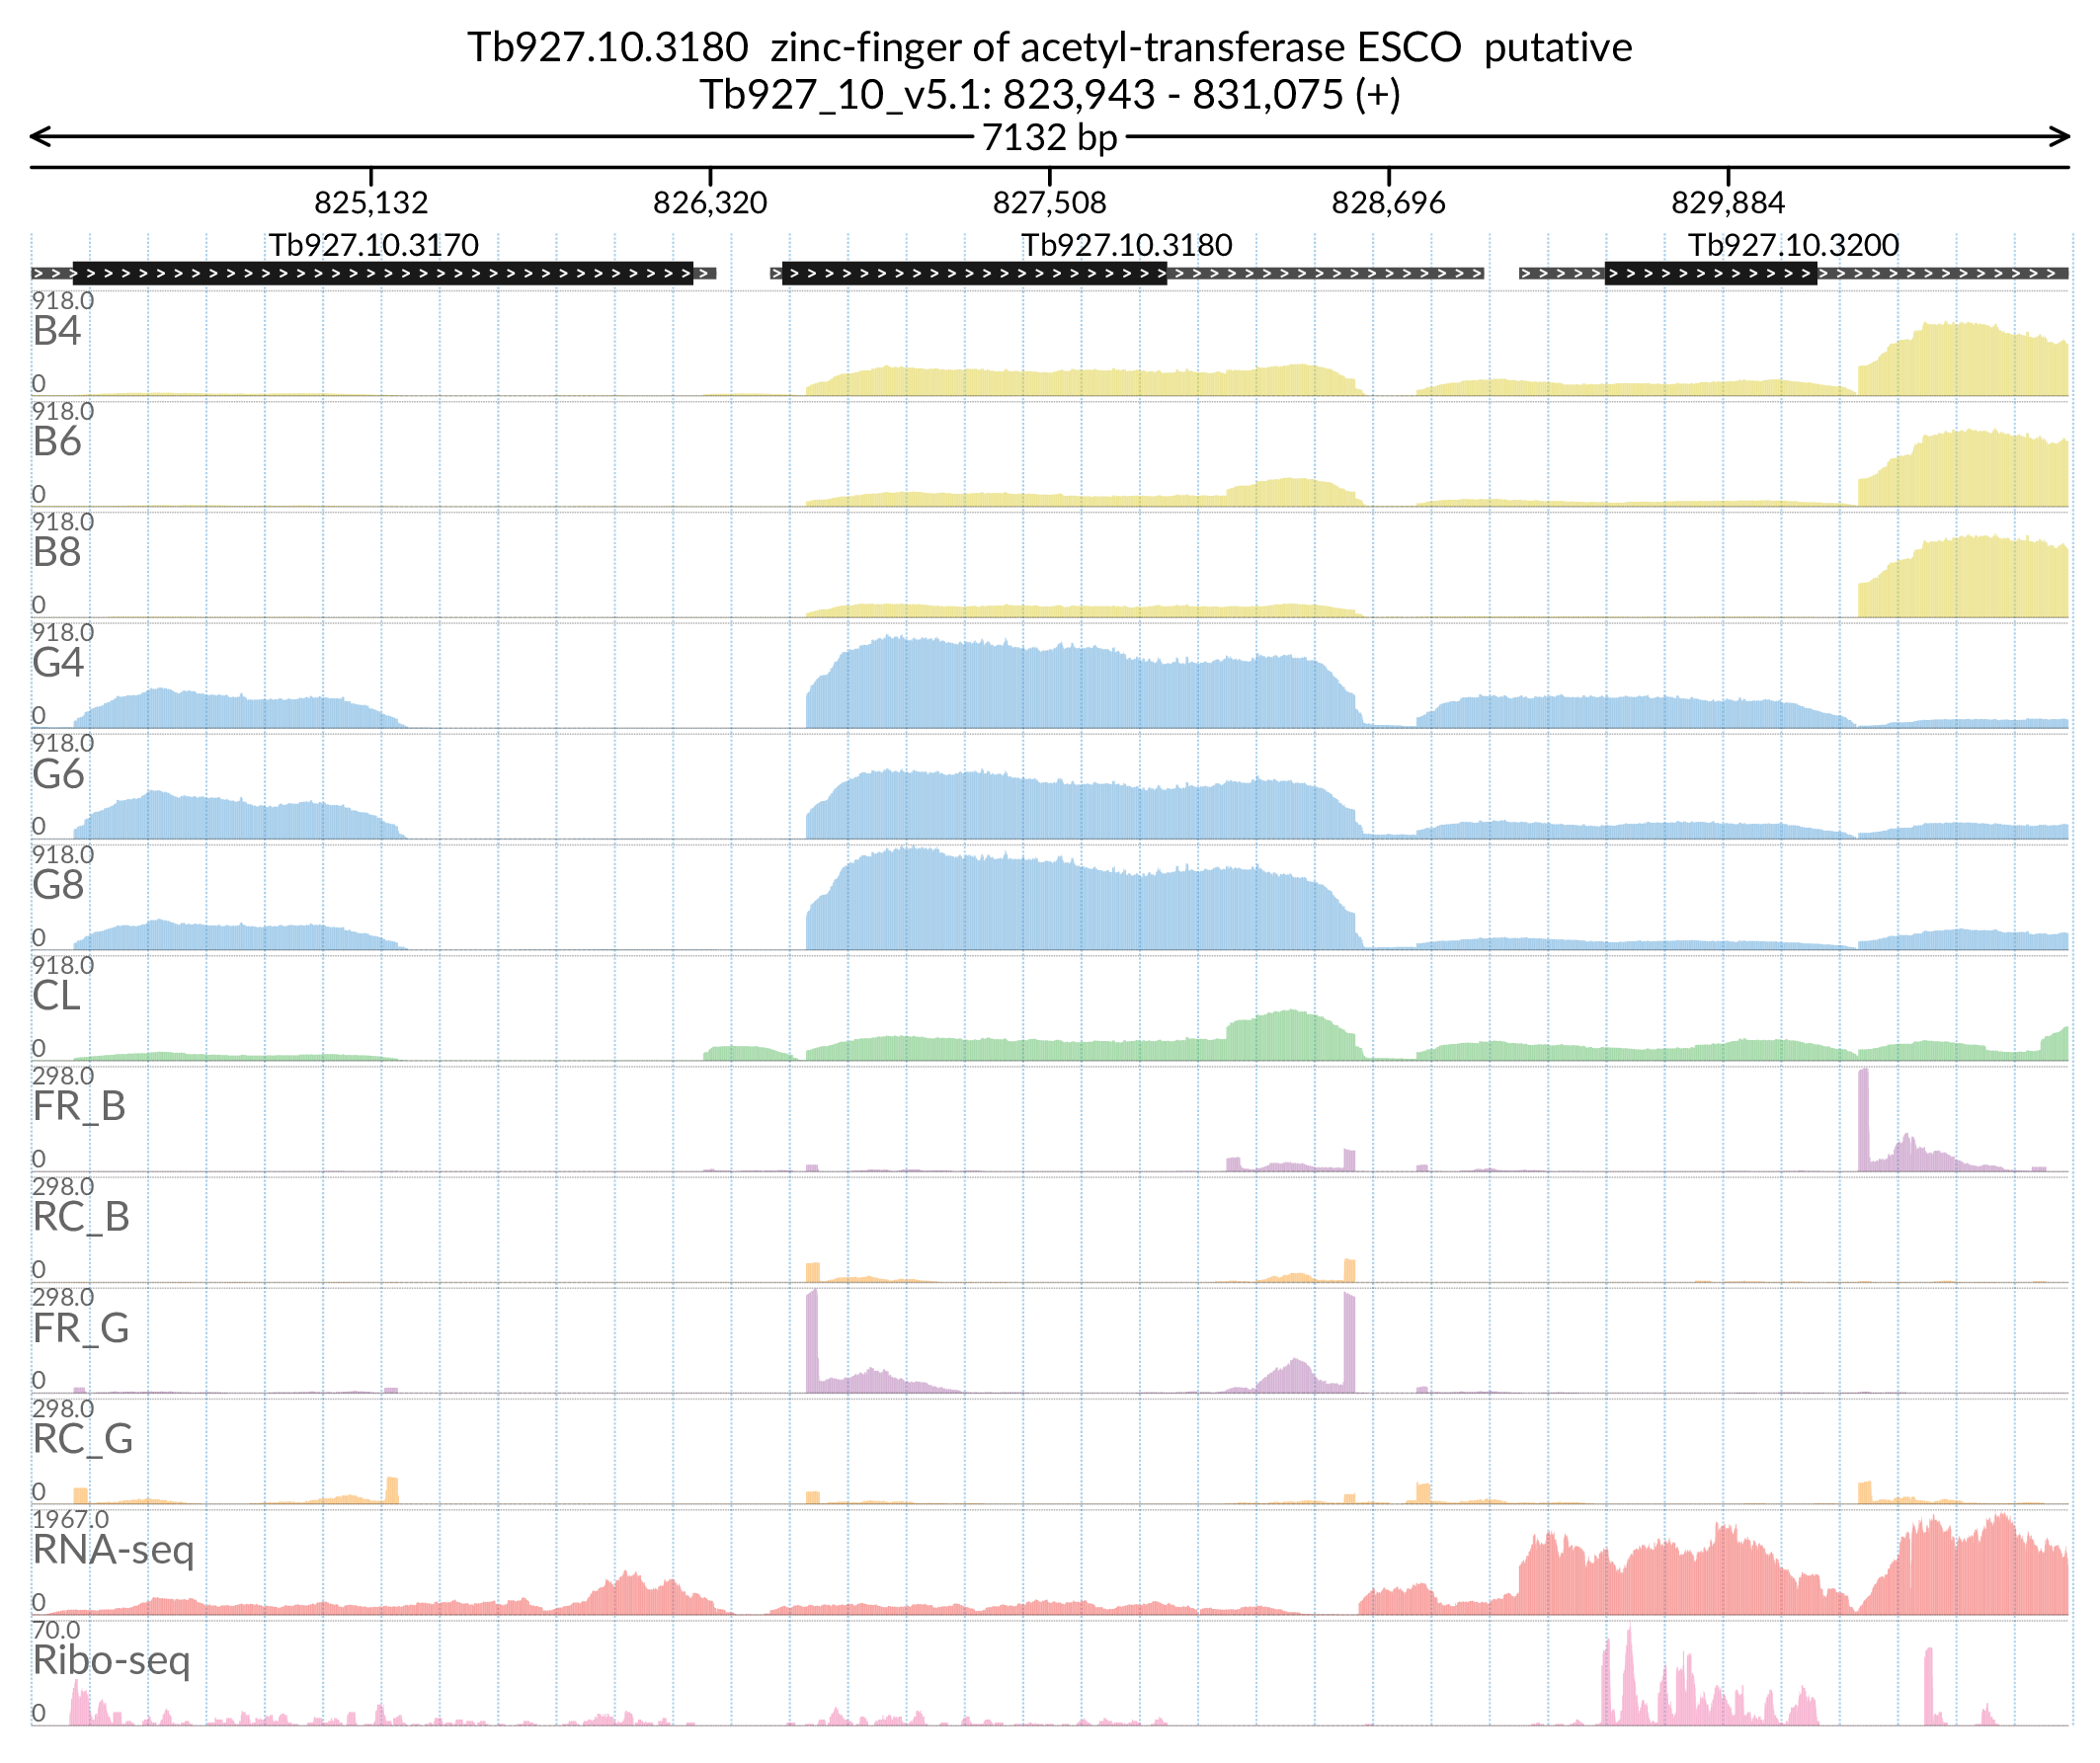 Tb927.10.3180  zinc-finger of acetyl-transferase ESCO  putative
Tb927_10_v5.1: 823,943 - 831,075 (+)
7132 bp
825,132 826,320 827,508 828,696 829,884
Tb927.10.3170 Tb927.10.3180 Tb927.10.3200
918.0
B4
0
918.0
B6
0
918.0
B8
0
918.0
G4
0
918.0
G6
0
918.0
G8
0
918.0
CL
0
298.0
FR_B
0
298.0
RC_B
0
298.0
FR_G
0
298.0
RC_G
0
1967.0
RNA-seq
0
70.0
Ribo-seq
0